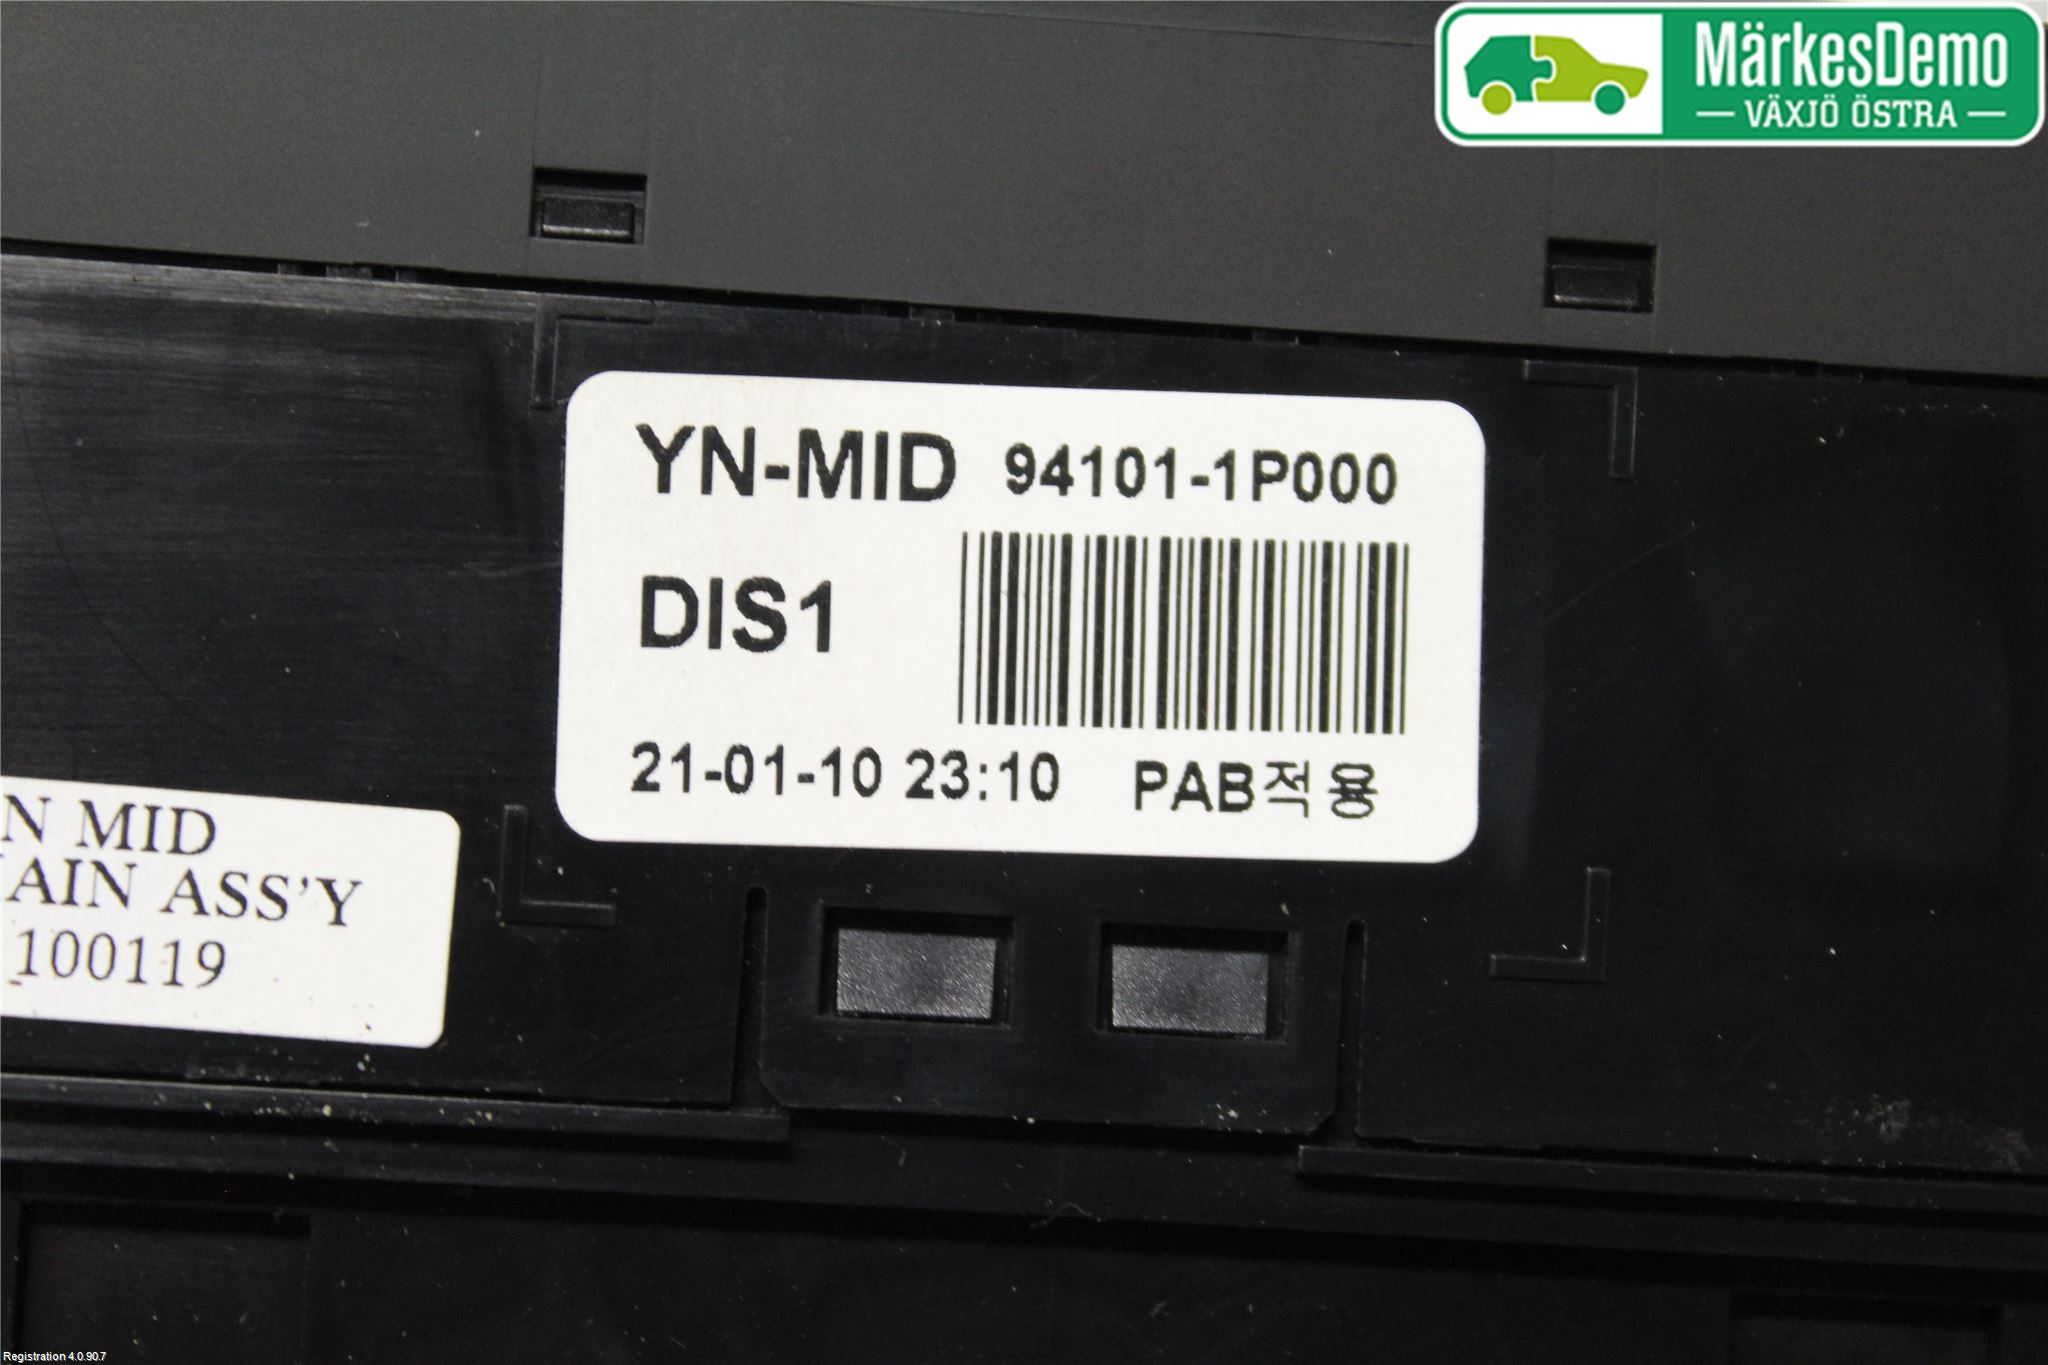 MärkesDemo
VÄXJÖ ÖSTRA
YN-MID 94101-1P000
DIS1
21-01-10 23:10 PAB적용
N MID
AIN ASS'Y
100119
Registration 4.0.90.7